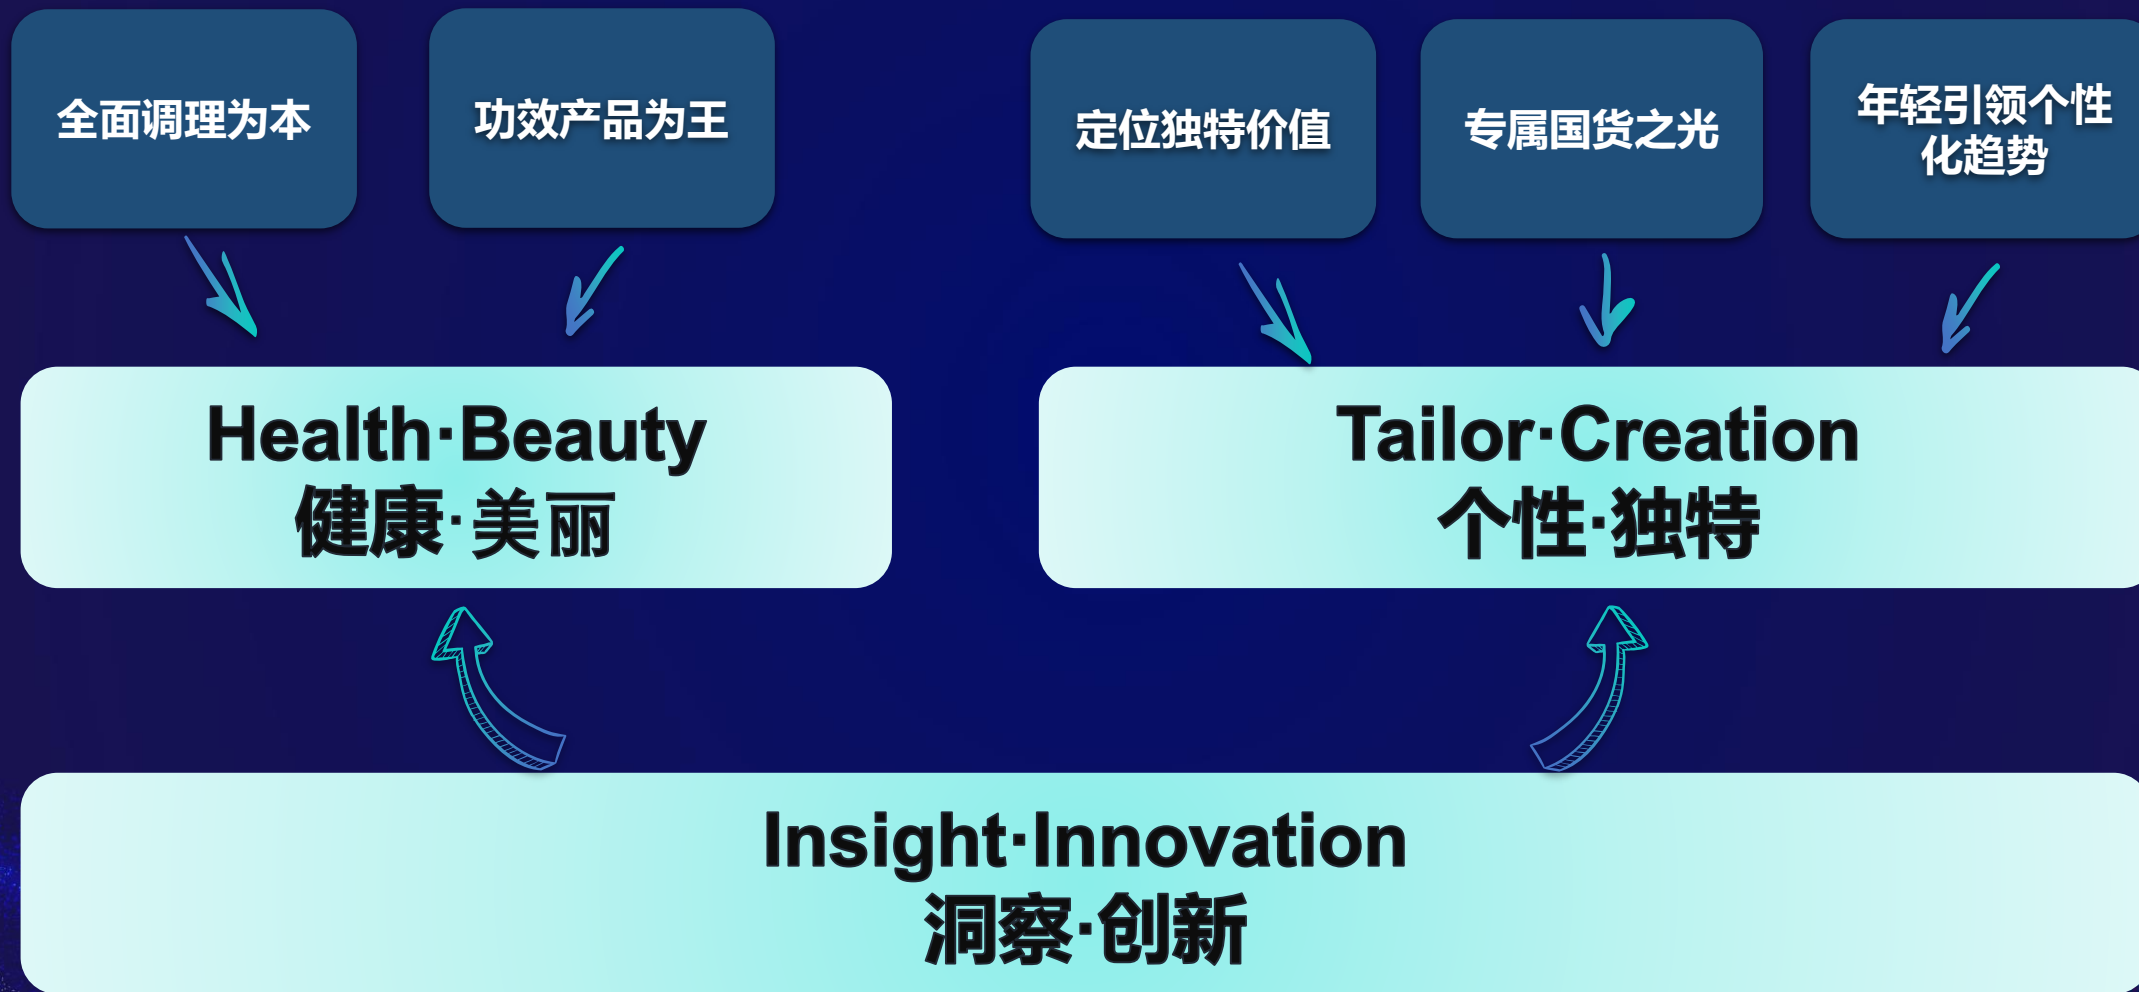 全面调理为本
功效产品为王
定位独特价值
专属国货之光
年轻引领个性
化趋势
Health·Beauty
健康·美丽
Tailor·Creation
个性·独特
Insight·Innovation
洞察·创新